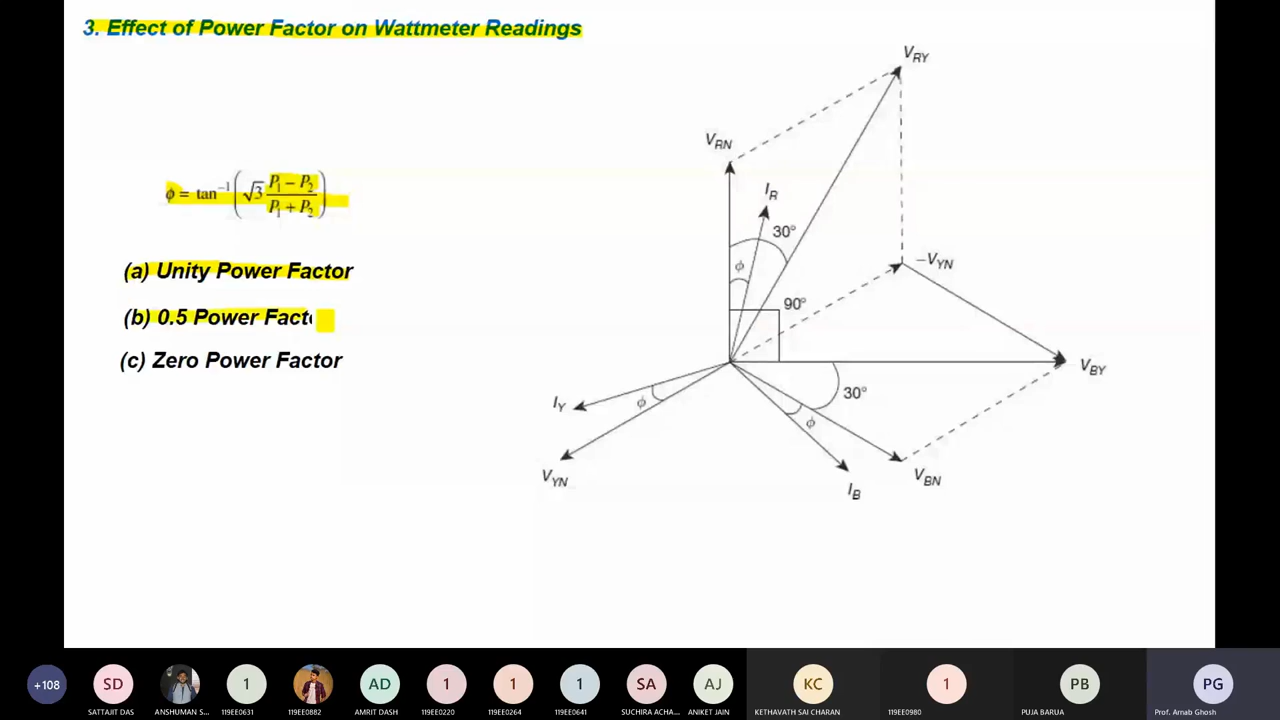 3. Effect of Power Factor on Wattmeter Readings
ϕ = tan⁻¹(√3 (P₁ − P₂)/(P₁ + P₂))
(a) Unity Power Factor
(b) 0.5 Power Fact
(c) Zero Power Factor
V_RY
V_RN
I_R
30°
ϕ
−V_YN
90°
V_BY
30°
I_Y
ϕ
ϕ
V_YN
V_BN
I_B
+108
SD
1
AD
1
1
1
SA
AJ
KC
1
PB
PG
SATTAJIT DAS
ANSHUMAN S...
119EE0631
119EE0882
AMRIT DASH
119EE0220
119EE0264
119EE0641
SUCHIRA ACHA...
ANIKET JAIN
KETHAVATH SAI CHARAN
119EE0980
PUJA BARUA
Prof. Arnab Ghosh